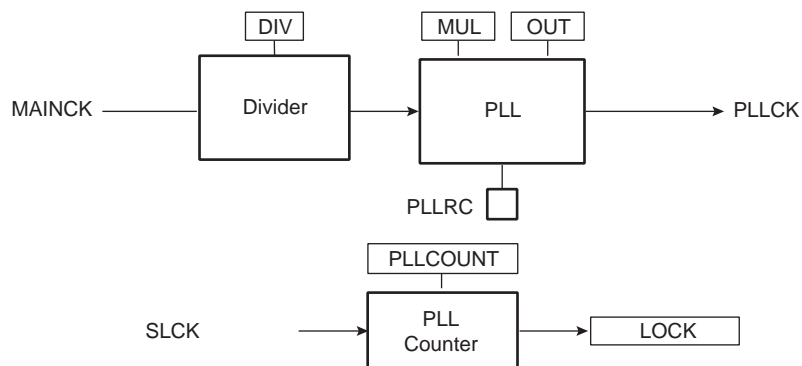 DIV
MUL
OUT
MAINCK
Divider
PLL
PLLCK
PLLRC
PLLCOUNT
SLCK
PLL
Counter
LOCK